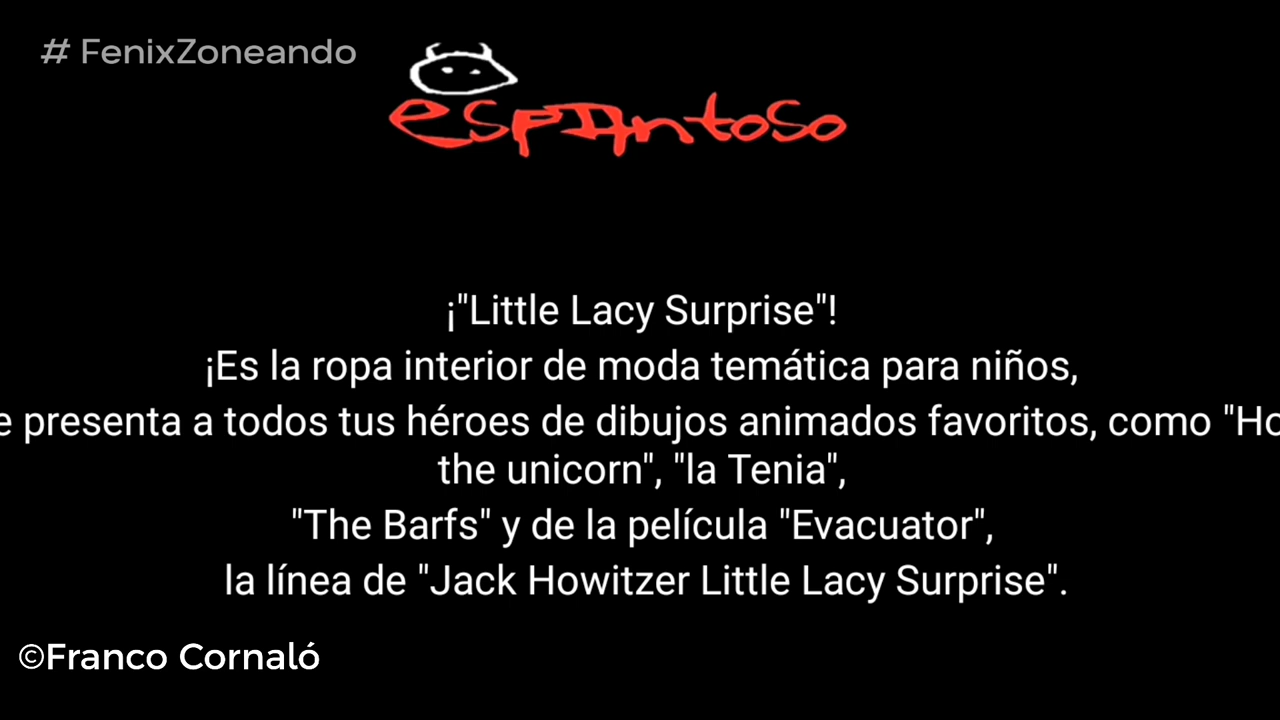 # FenixZoneando
esPAntoso
¡"Little Lacy Surprise"!
¡Es la ropa interior de moda temática para niños,
presenta a todos tus héroes de dibujos animados favoritos, como
the unicorn", "la Tenia",
"The Barfs" y de la película "Evacuator",
la línea de "Jack Howitzer Little Lacy Surprise".
©Franco Cornaló